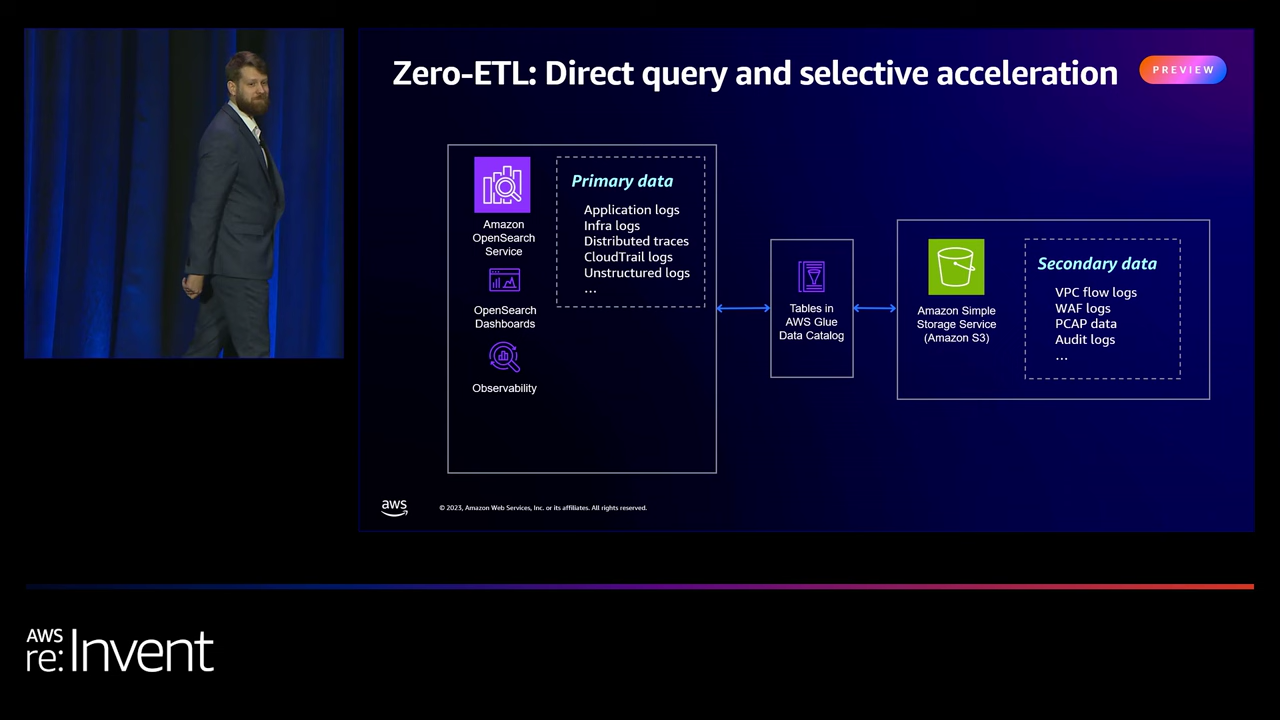 Zero-ETL: Direct query and selective acceleration
PREVIEW
Amazon
OpenSearch
Service
OpenSearch
Dashboards
Observability
Primary data
Application logs
Infra logs
Distributed traces
CloudTrail logs
Unstructured logs
...
Tables in
AWS Glue
Data Catalog
Amazon Simple
Storage Service
(Amazon S3)
Secondary data
VPC flow logs
WAF logs
PCAP data
Audit logs
...
aws
© 2023, Amazon Web Services, Inc. or its affiliates. All rights reserved.
AWS
re:Invent